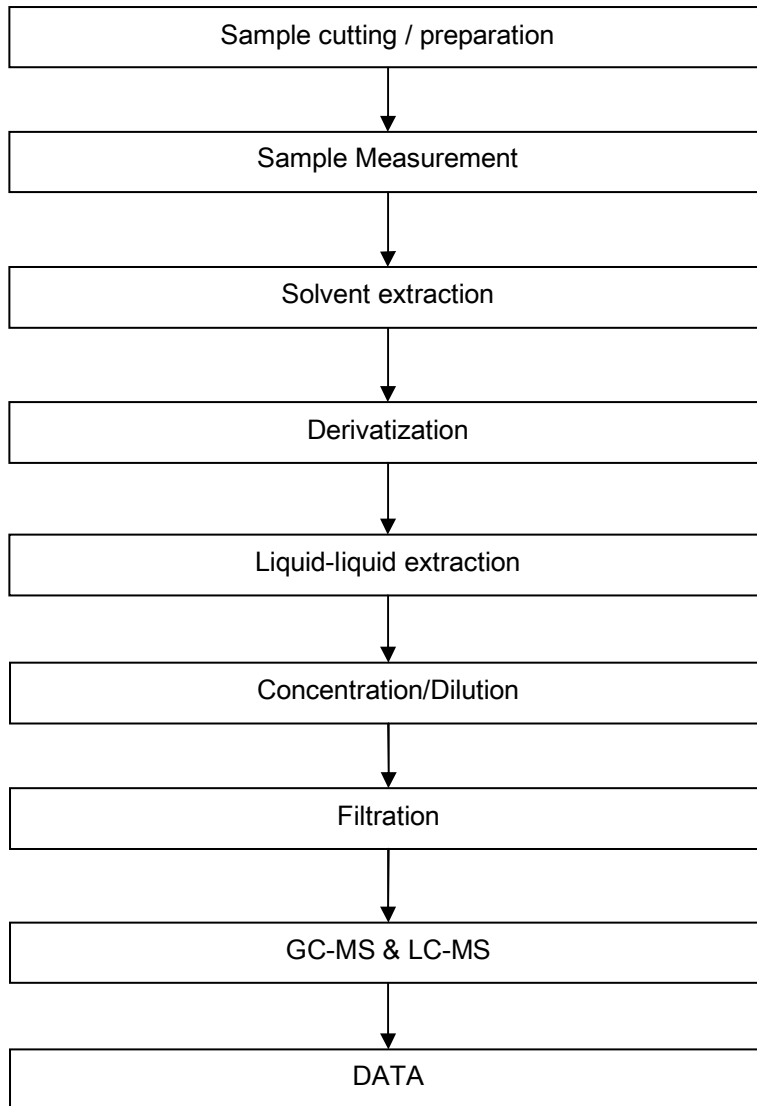 Sample cutting / preparation
Sample Measurement
Solvent extraction
Derivatization
Liquid-liquid extraction
Concentration/Dilution
Filtration
GC-MS & LC-MS
DATA